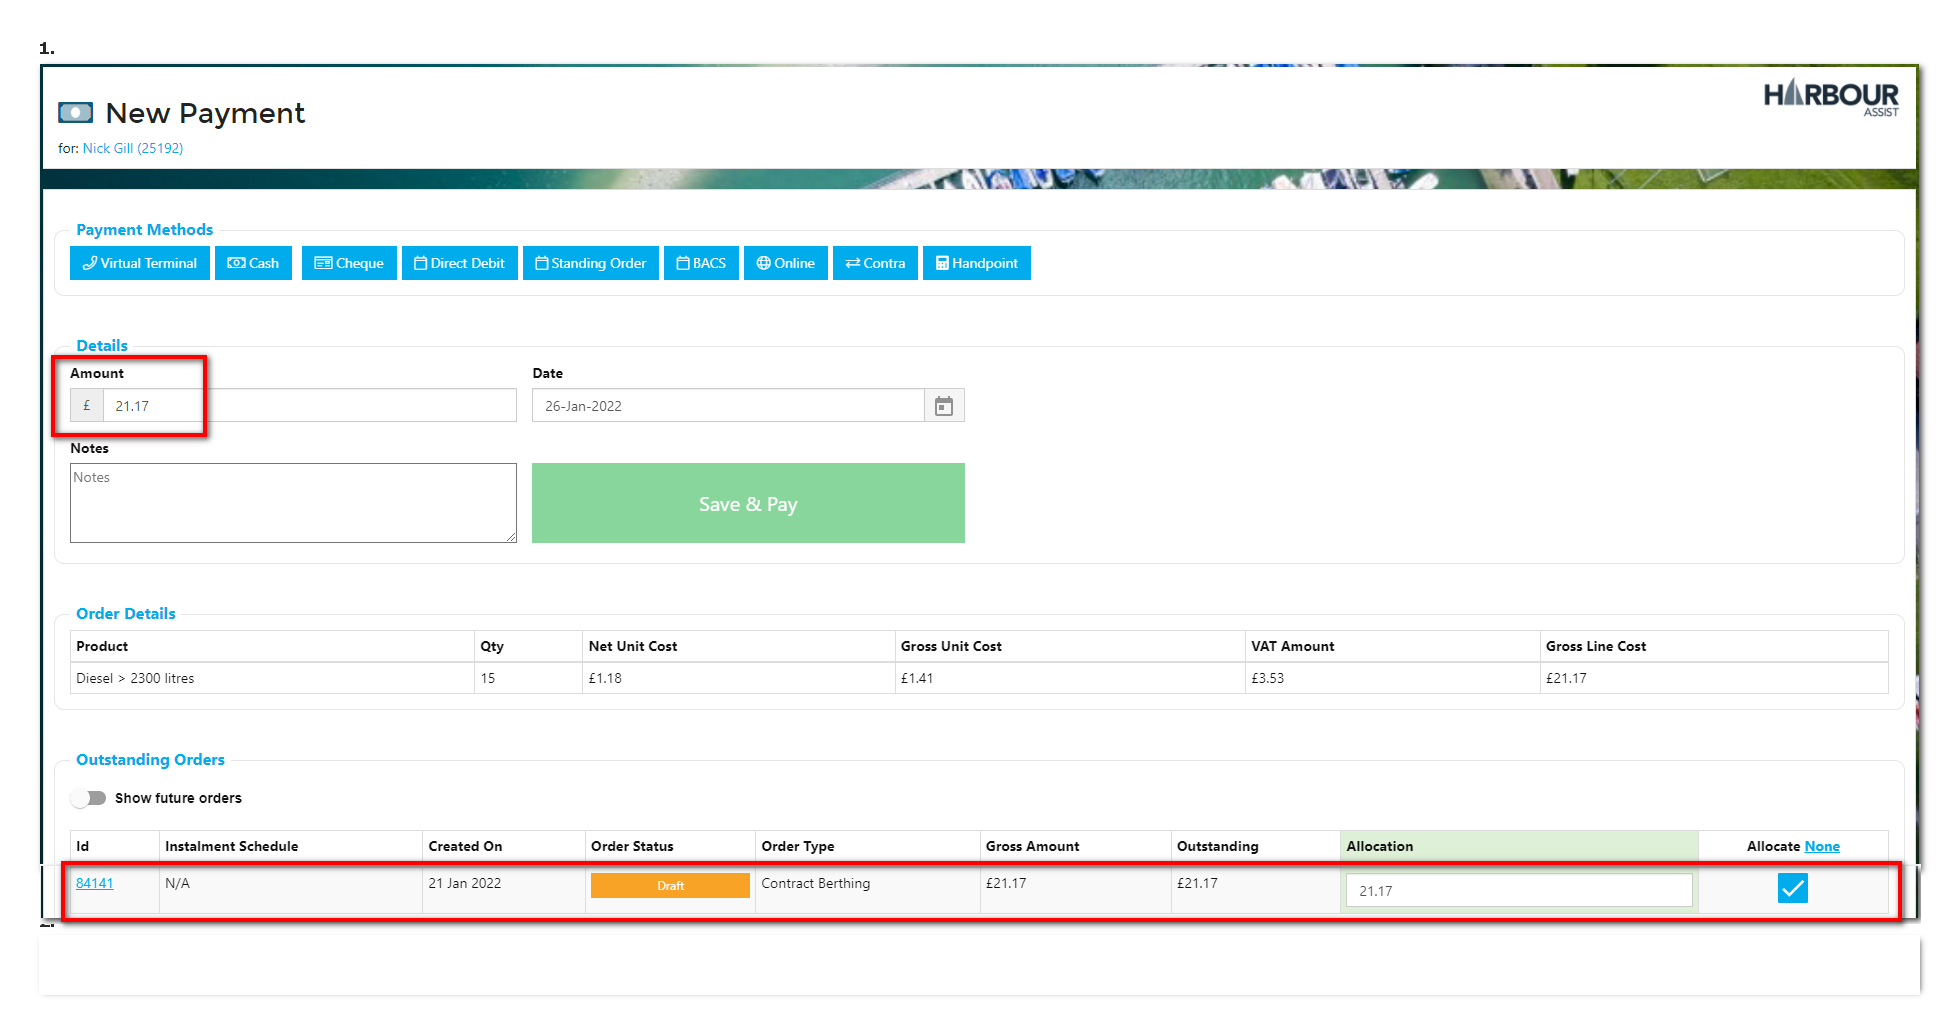 1.
New Payment
HARBOUR
ASSIST
for: Nick Gill (25192)
Payment Methods
Virtual Terminal Cash Cheque Direct Debit Standing Order BACS Online Contra Handpoint
Details
Amount Date
£ 21.17 26-Jan-2022
Notes
Notes
Save & Pay
Order Details
Product Qty Net Unit Cost Gross Unit Cost VAT Amount Gross Line Cost
Diesel > 2300 litres 15 £1.18 £1.41 £3.53 £21.17
Outstanding Orders
Show future orders
Id Instalment Schedule Created On Order Status Order Type Gross Amount Outstanding Allocation Allocate None
84141 N/A 21 Jan 2022 Draft Contract Berthing £21.17 £21.17 21.17